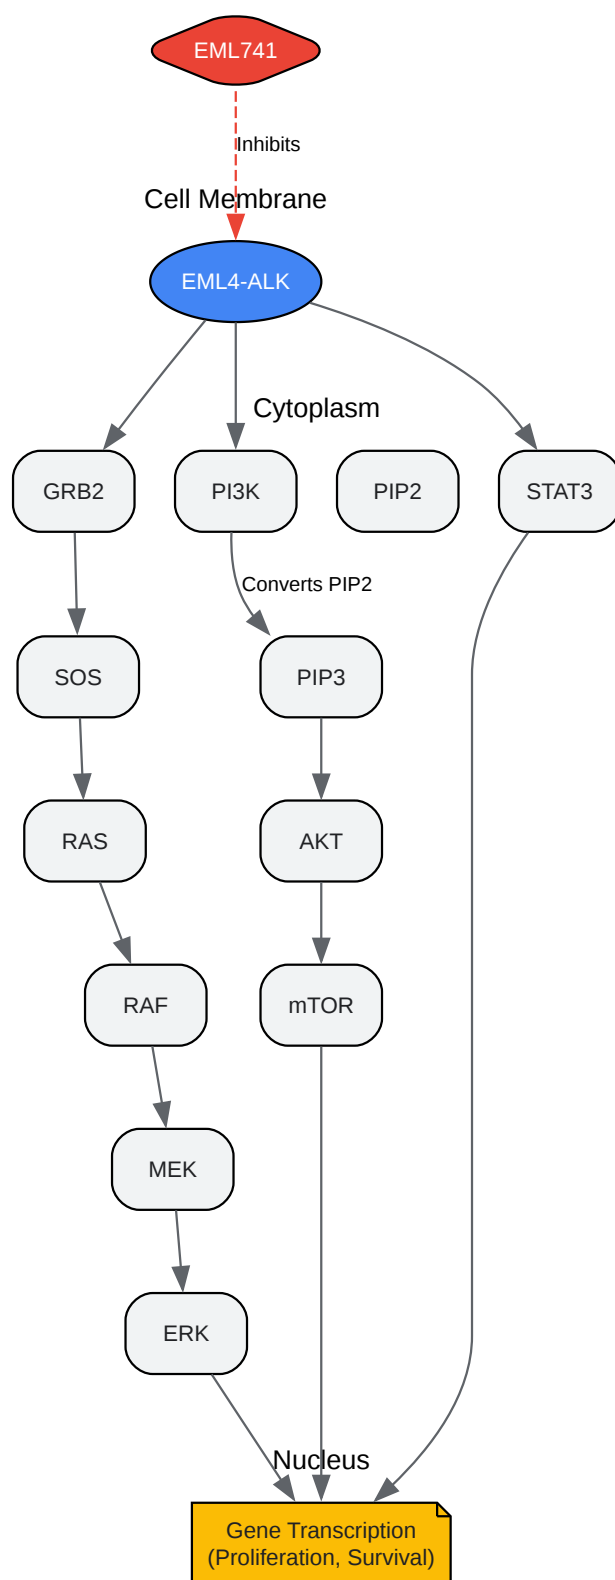 EML741
Inhibits
Cell Membrane
EML4-ALK
Cytoplasm
GRB2
PI3K
PIP2
STAT3
Converts PIP2
SOS
PIP3
RAS
AKT
RAF
mTOR
MEK
ERK
Nucleus
Gene Transcription
(Proliferation, Survival)